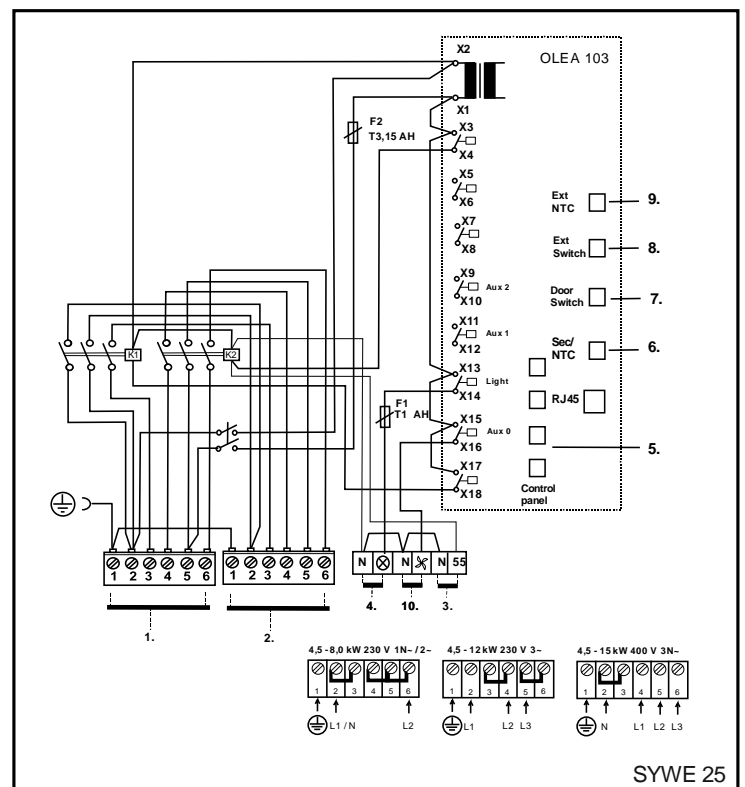 X2
OLEA 103
X1
F2
T3,15 AH
X3
X4
X5
X6
Ext
NTC
9.
X7
X8
Ext
Switch
8.
X9
X10
Aux 2
Door
Switch
7.
X11
X12
Aux 1
Sec/
NTC
6.
K1
K2
X13
X14
Light
RJ45
F1
T1 AH
X15
X16
Aux 0
5.
X17
X18
Control
panel
1 2 3 4 5 6
1 2 3 4 5 6
N N N 55
1.
2.
4.
10.
3.
4,5 - 8,0 kW 230 V 1N~ / 2~
1 2 3 4 5 6
L1 / N L2
4,5 - 12 kW 230 V 3~
1 2 3 4 5 6
L1 L2 L3
4,5 - 15 kW 400 V 3N~
1 2 3 4 5 6
N L1 L2 L3
SYWE 25